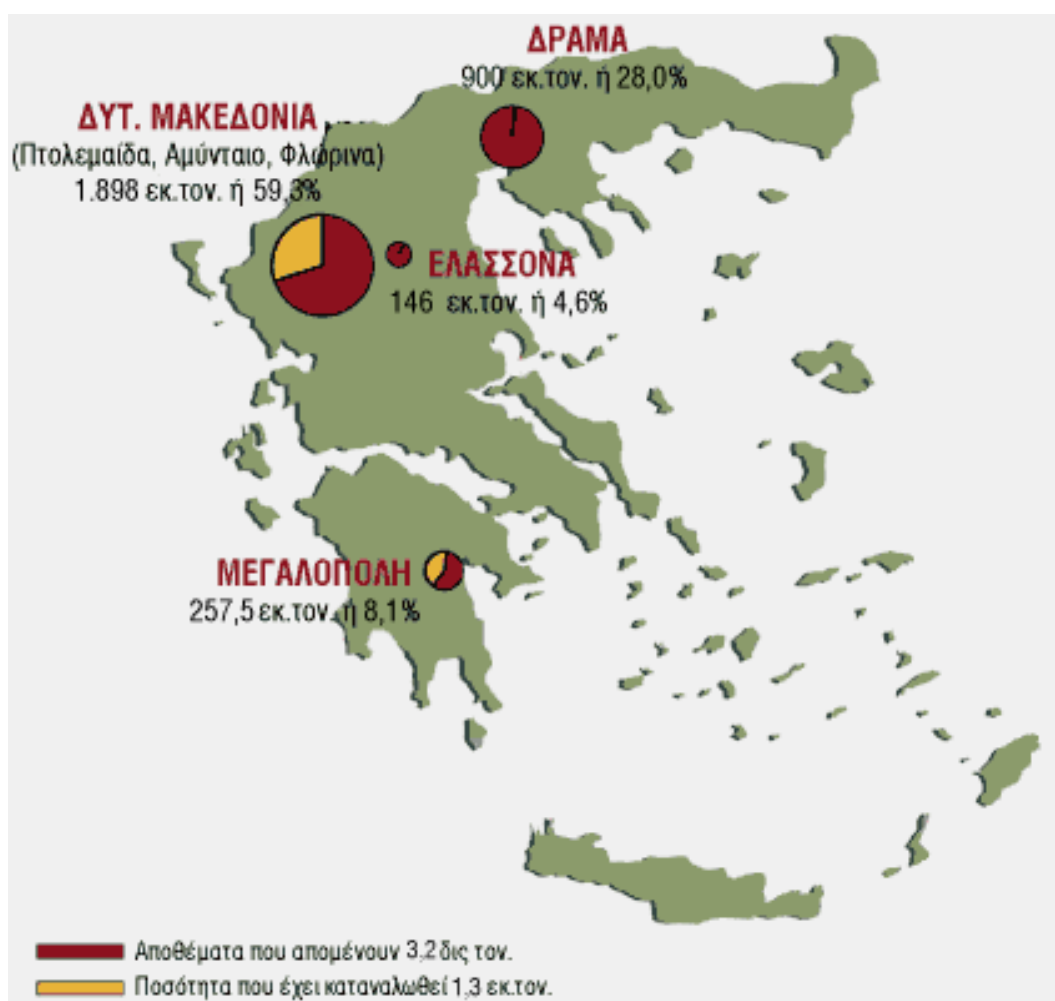 ΔΡΑΜΑ
900 εκ.τον. ή 28,0%
ΔΥΤ. ΜΑΚΕΔΟΝΙΑ
(Πτολεμαίδα, Αμύνταιο, Φλώρινα)
1.898 εκ.τον. ή 59,3%
ΕΛΑΣΣΟΝΑ
146 εκ.τον. ή 4,6%
ΜΕΓΑΛΟΠΟΛΗ
257,5 εκ.τον. ή 8,1%
Αποθέματα που απομένουν 3,2 δις τον.
Ποσότητα που έχει καταναλωθεί 1,3 εκ.τον.